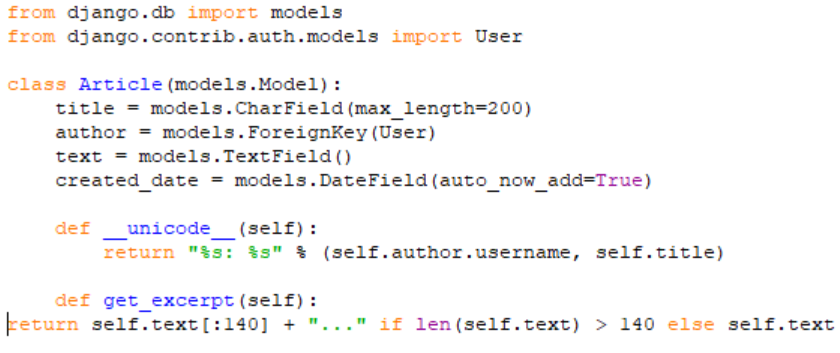 from django.db import models
from django.contrib.auth.models import User

class Article(models.Model):
    title = models.CharField(max_length=200)
    author = models.ForeignKey(User)
    text = models.TextField()
    created_date = models.DateField(auto_now_add=True)

    def __unicode__(self):
        return "%s: %s" % (self.author.username, self.title)

    def get_excerpt(self):
return self.text[:140] + "..." if len(self.text) > 140 else self.text